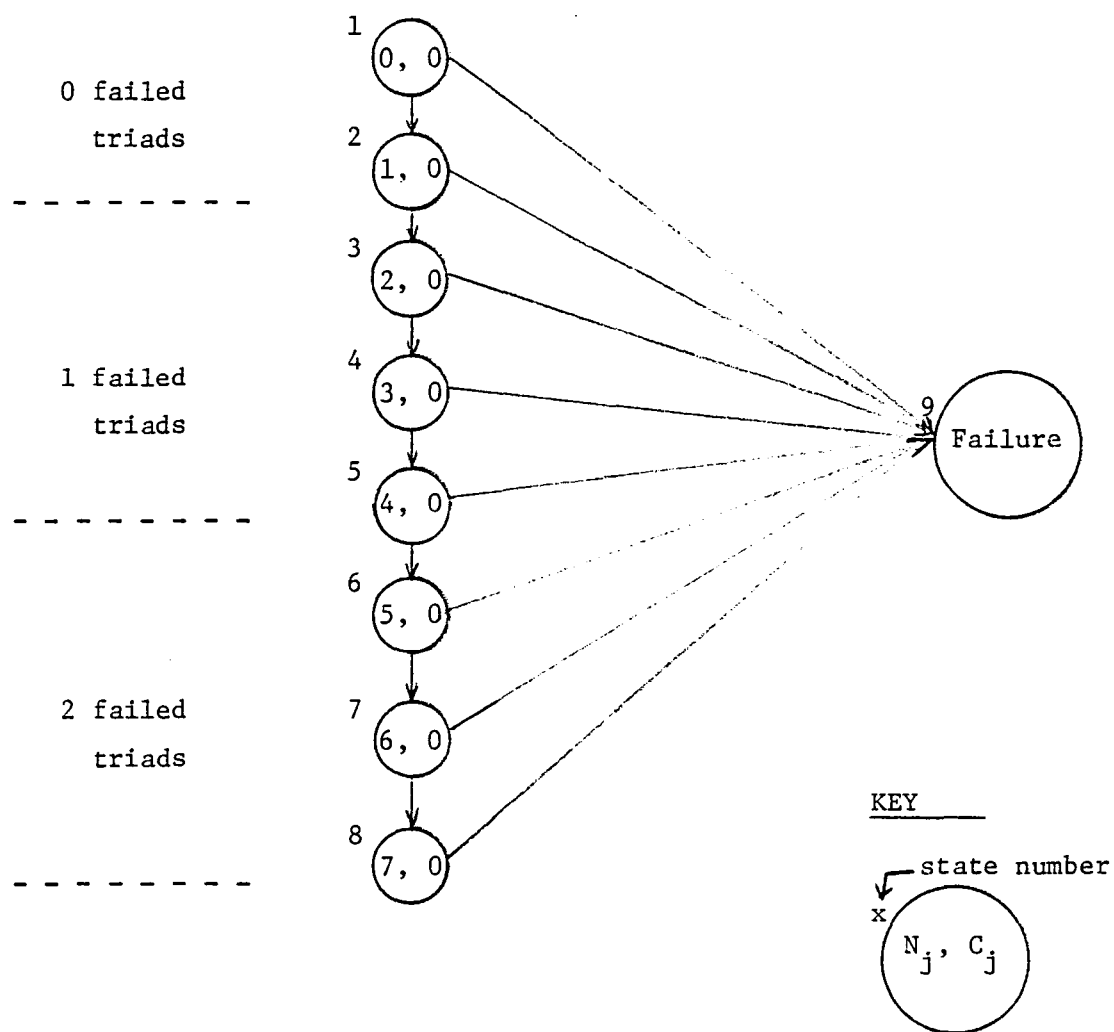 1
0, 0
0 failed
triads
2
1, 0
3
2, 0
4
3, 0
1 failed
triads
9
Failure
5
4, 0
6
5, 0
2 failed
triads
7
6, 0
8
7, 0
KEY
state number
x
N_j, C_j